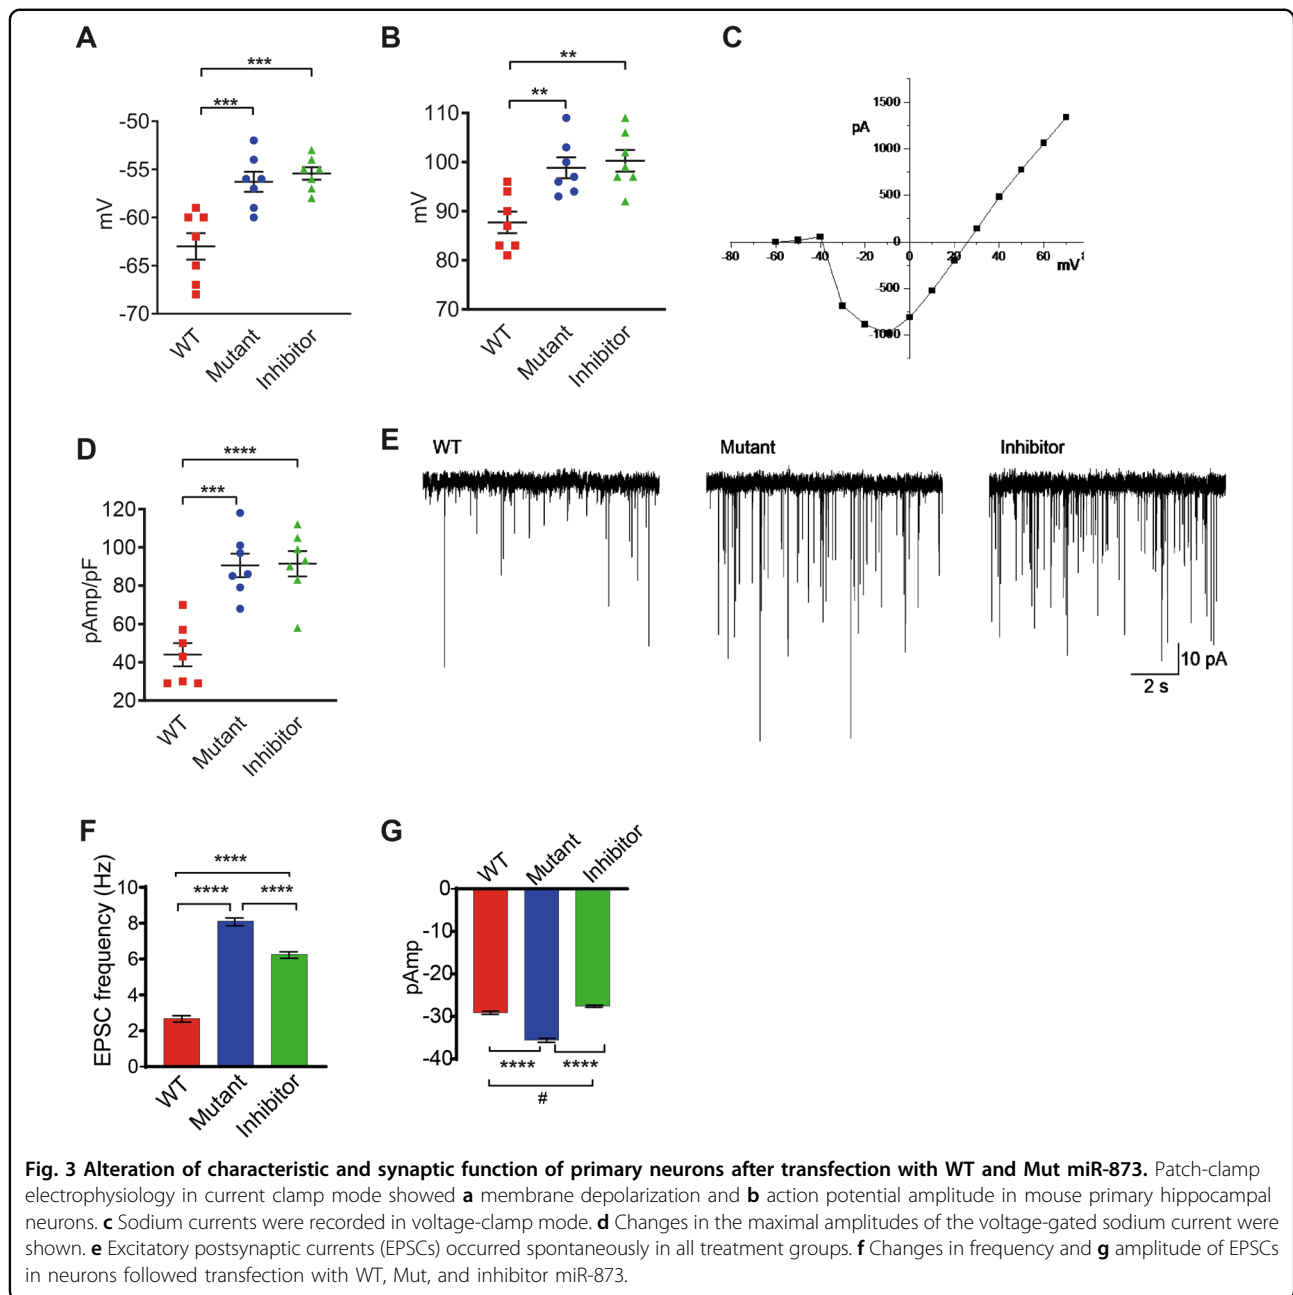 A
B
C
***
***
-50
-55
-60
-65
-70
mV
WT
Mutant
Inhibitor
**
**
110
100
90
80
70
mV
WT
Mutant
Inhibitor
pA
1500
1000
500
0
-500
-1000
-80
-60
-40
-20
0
20
40
60
mV
D
****
***
120
100
80
60
40
20
pAmp/pF
WT
Mutant
Inhibitor
E
WT
Mutant
Inhibitor
10 pA
2 s
F
****
****
****
10
8
6
4
2
0
EPSC frequency (Hz)
WT
Mutant
Inhibitor
G
WT
Mutant
Inhibitor
0
-10
-20
-30
-40
pAmp
****
****
#
Fig. 3 Alteration of characteristic and synaptic function of primary neurons after transfection with WT and Mut miR-873. Patch-clamp
electrophysiology in current clamp mode showed a membrane depolarization and b action potential amplitude in mouse primary hippocampal
neurons. c Sodium currents were recorded in voltage-clamp mode. d Changes in the maximal amplitudes of the voltage-gated sodium current were
shown. e Excitatory postsynaptic currents (EPSCs) occurred spontaneously in all treatment groups. f Changes in frequency and g amplitude of EPSCs
in neurons followed transfection with WT, Mut, and inhibitor miR-873.